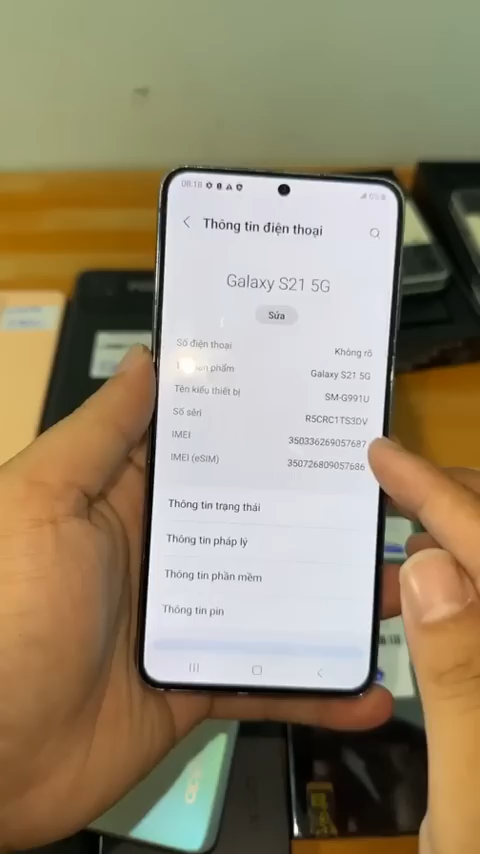 08:18
Thông tin điện thoại
Galaxy S21 5G
Sửa
Số điện thoại Không rõ
phẩm Galaxy S21 5G
Tên kiểu thiết bị SM-G991U
Số sêri R5CRC1TS3DV
IMEI 350336269057687
IMEI (eSIM) 350726809057686
Thông tin trạng thái
Thông tin pháp lý
Thông tin phần mềm
Thông tin pin